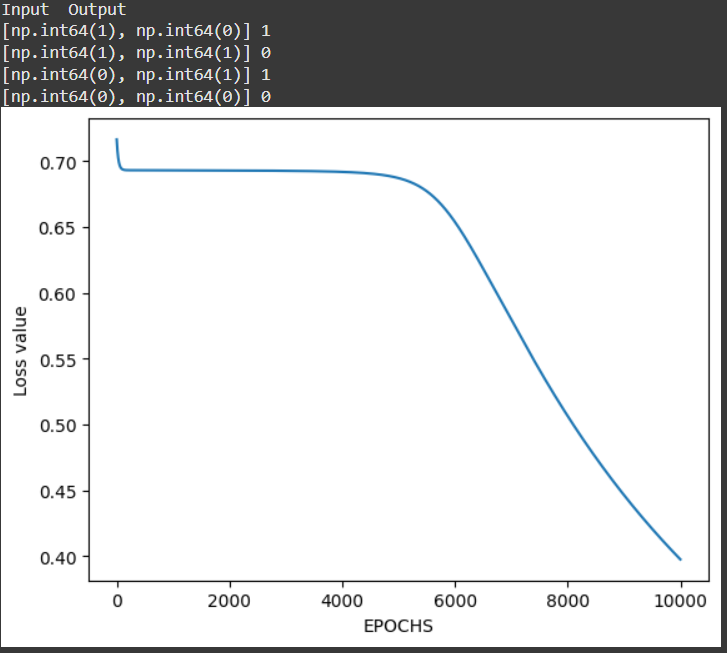 Input  Output
[np.int64(1), np.int64(0)] 1
[np.int64(1), np.int64(1)] 0
[np.int64(0), np.int64(1)] 1
[np.int64(0), np.int64(0)] 0
0.70
0.65
0.60
0.55
0.50
0.45
0.40
Loss value
0 2000 4000 6000 8000 10000
EPOCHS